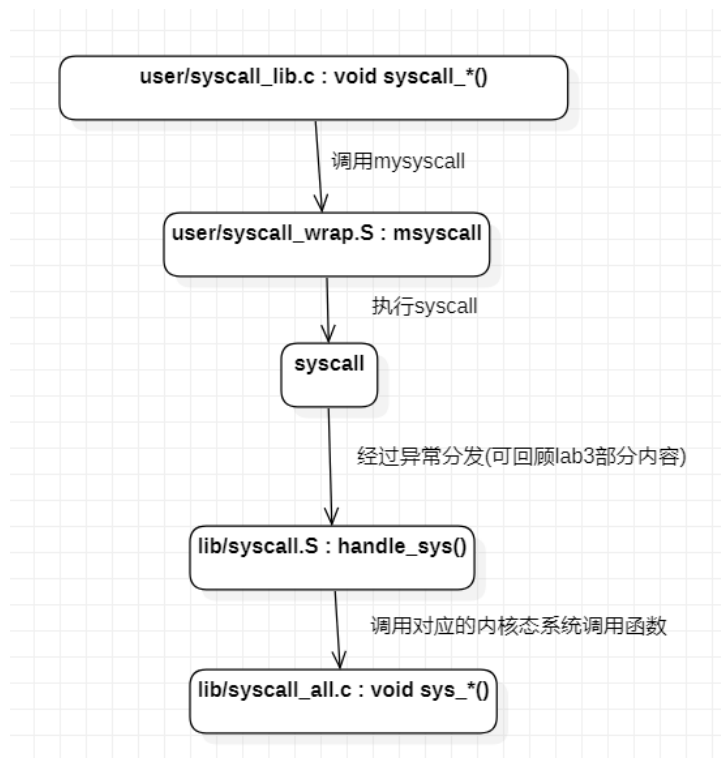 user/syscall_lib.c : void syscall_*()
调用mysyscall
user/syscall_wrap.S : msyscall
执行syscall
syscall
经过异常分发(可回顾lab3部分内容)
lib/syscall.S : handle_sys()
调用对应的内核态系统调用函数
lib/syscall_all.c : void sys_*()